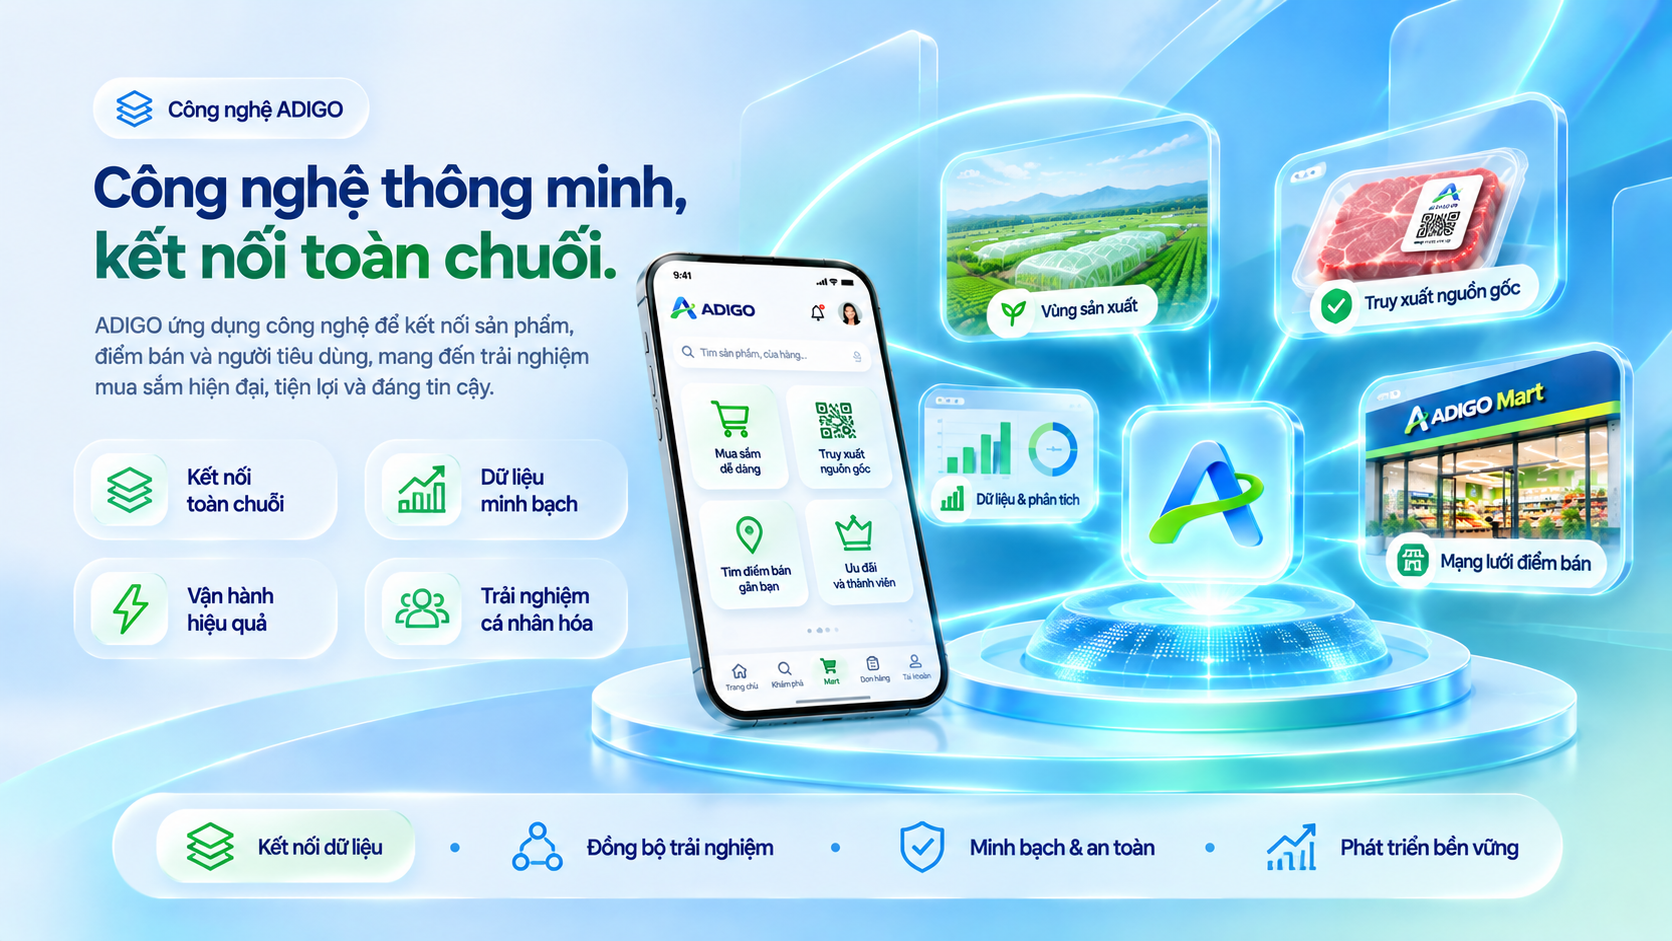 Công nghệ ADIGO
Công nghệ thông minh,
kết nối toàn chuỗi.
ADIGO ứng dụng công nghệ để kết nối sản phẩm,
điểm bán và người tiêu dùng, mang đến trải nghiệm
mua sắm hiện đại, tiện lợi và đáng tin cậy.
Kết nối
toàn chuỗi
Dữ liệu
minh bạch
Vận hành
hiệu quả
Trải nghiệm
cá nhân hóa
9:41
ADIGO
Tìm sản phẩm, cửa hàng...
Mua sắm
dễ dàng
Truy xuất
nguồn gốc
Tìm điểm bán
gần bạn
Ưu đãi
và thành viên
Trang chủ
Khám phá
Mart
Đơn hàng
Tài khoản
Vùng sản xuất
Truy xuất nguồn gốc
Dữ liệu & phân tích
ADIGO Mart
Mạng lưới điểm bán
Kết nối dữ liệu
Đồng bộ trải nghiệm
Minh bạch & an toàn
Phát triển bền vững